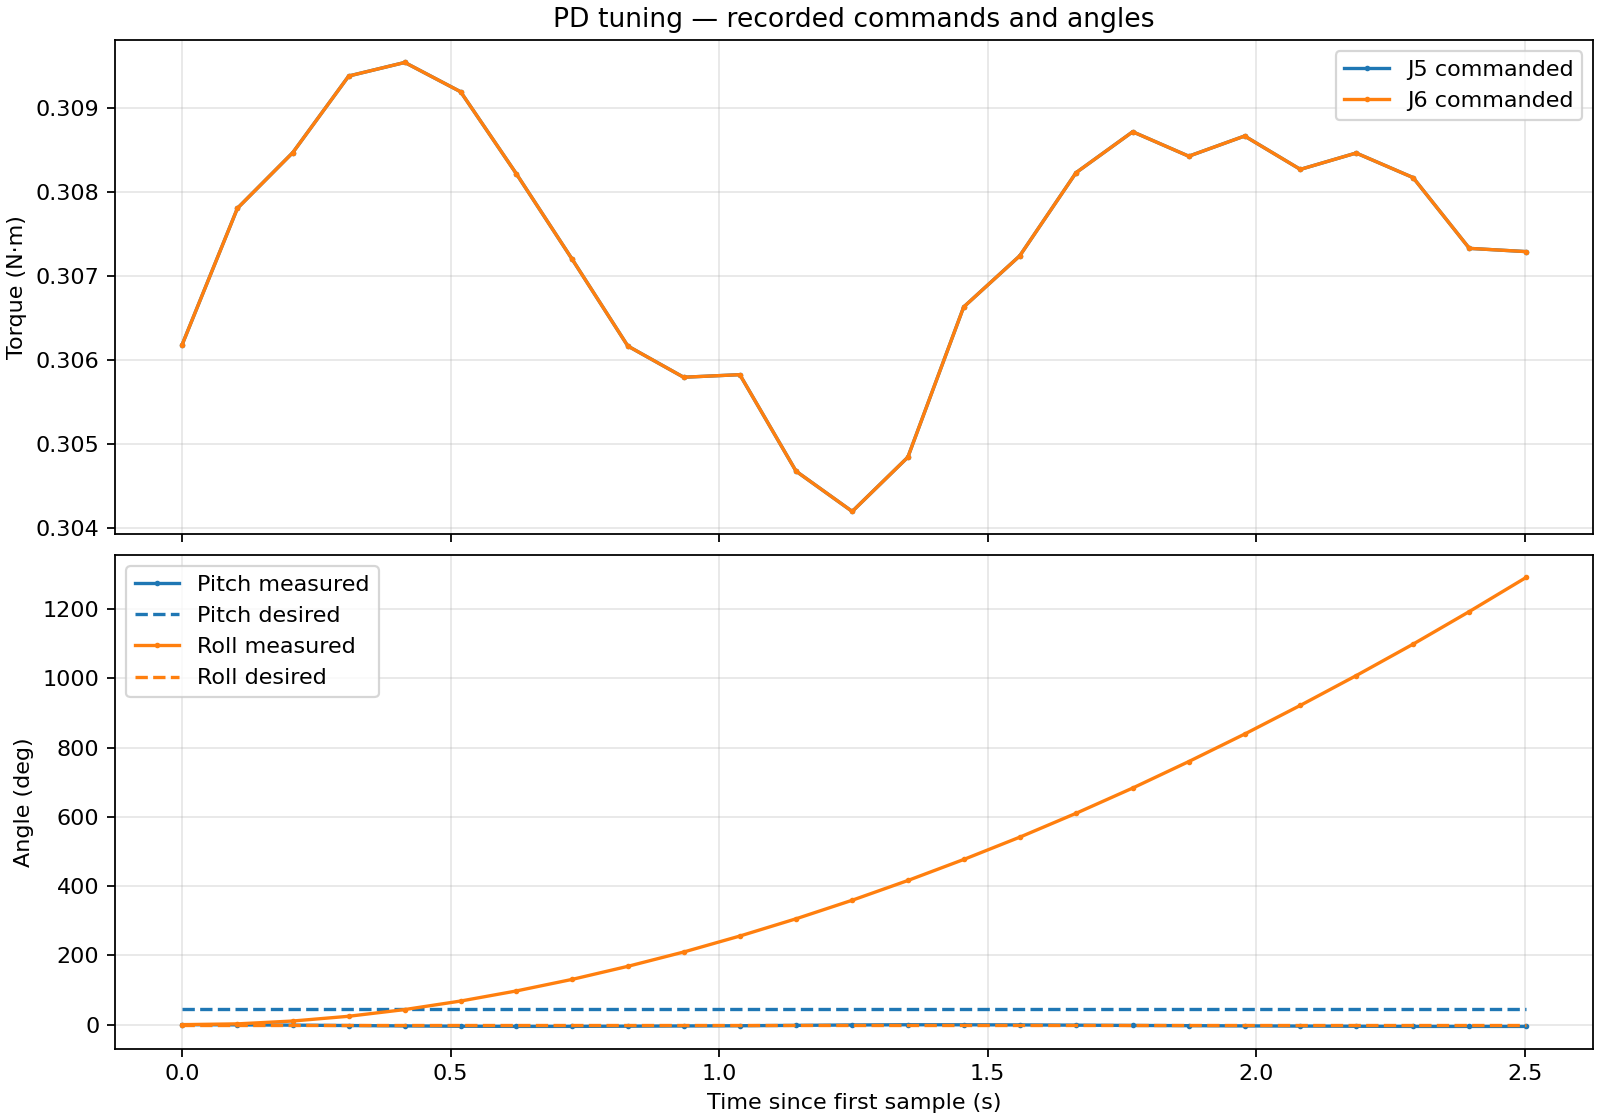 PD tuning — recorded commands and angles
J5 commanded
J6 commanded
Torque (N·m)
0.309
0.308
0.307
0.306
0.305
0.304
Pitch measured
Pitch desired
Roll measured
Roll desired
Angle (deg)
1200
1000
800
600
400
200
0
0.0 0.5 1.0 1.5 2.0 2.5
Time since first sample (s)